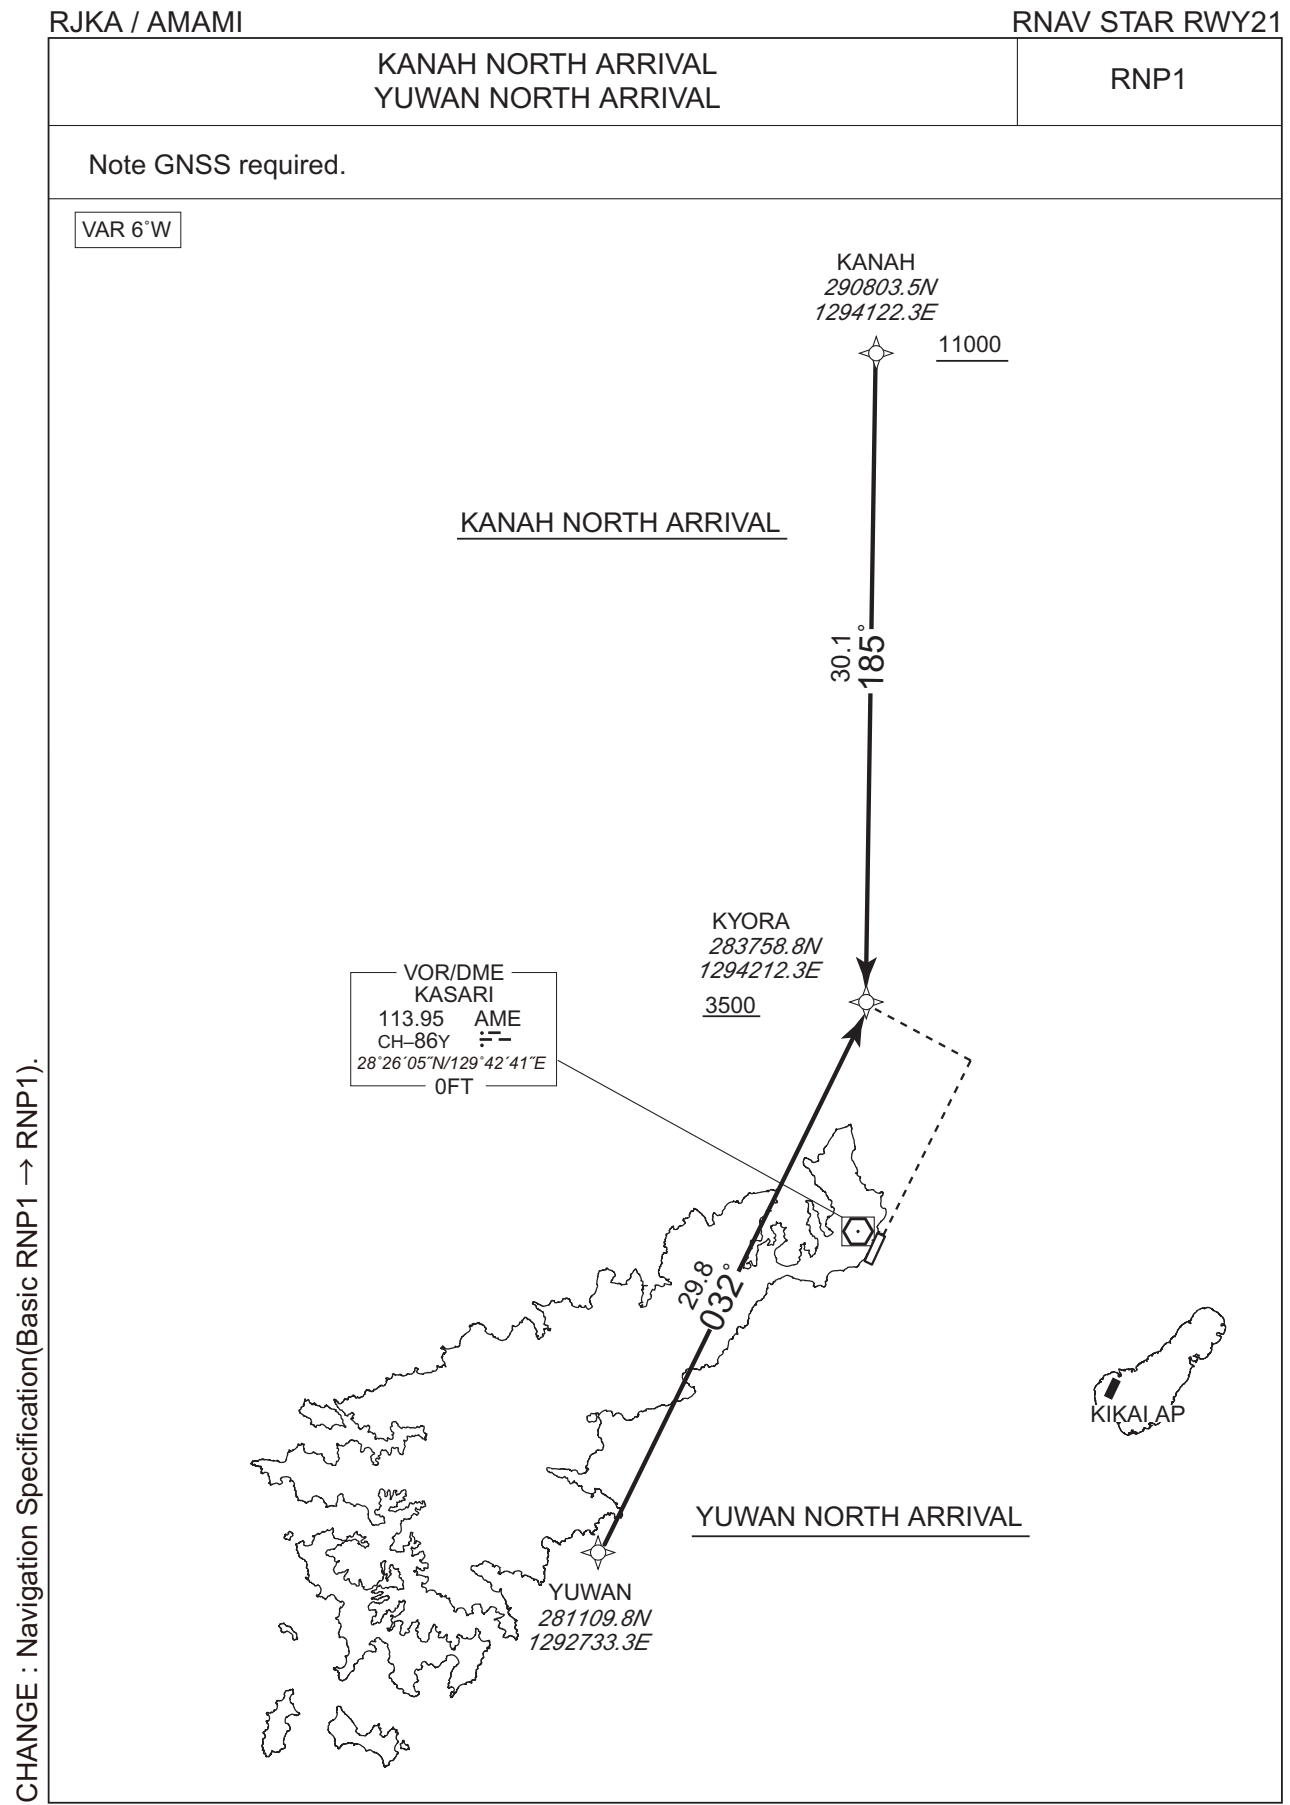 RJKA / AMAMI
RNAV STAR RWY21
KANAH NORTH ARRIVAL
YUWAN NORTH ARRIVAL
RNP1
Note GNSS required.
VAR 6˚W
KANAH
290803.5N
1294122.3E
11000
KANAH NORTH ARRIVAL
30.1
185˚
KYORA
283758.8N
1294212.3E
3500
VOR/DME
KASARI
113.95 AME
CH–86Y
28˚26´05˝N/129˚42´41˝E
0FT
29.8
032˚
KIKAI AP
YUWAN NORTH ARRIVAL
YUWAN
281109.8N
1292733.3E
CHANGE : Navigation Specification(Basic RNP1 → RNP1).